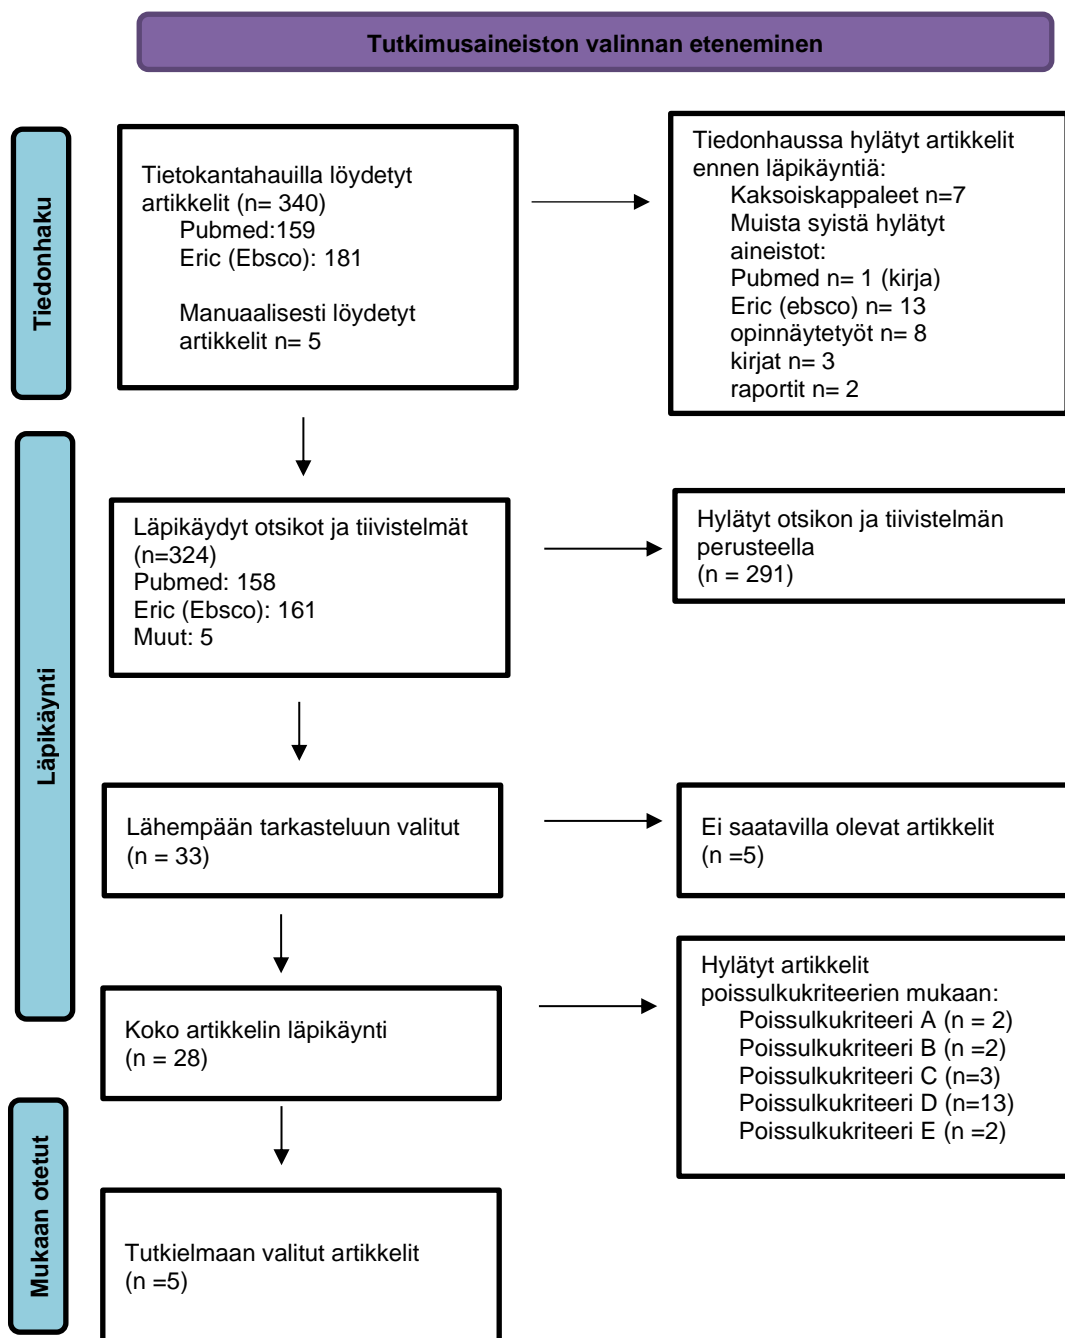 Tutkimusaineiston valinnan eteneminen
Tiedonhaku
Tietokantahauilla löydetyt
artikkelit (n= 340)
Pubmed:159
Eric (Ebsco): 181
Manuaalisesti löydetyt
artikkelit n= 5
Tiedonhaussa hylätyt artikkelit
ennen läpikäyntiä:
Kaksoiskappaleet n=7
Muista syistä hylätyt
aineistot:
Pubmed n= 1 (kirja)
Eric (ebsco) n= 13
opinnäytetyöt n= 8
kirjat n= 3
raportit n= 2
Läpikäynti
Läpikäydyt otsikot ja tiivistelmät
(n=324)
Pubmed: 158
Eric (Ebsco): 161
Muut: 5
Hylätyt otsikon ja tiivistelmän
perusteella
(n = 291)
Lähempään tarkasteluun valitut
(n = 33)
Ei saatavilla olevat artikkelit
(n =5)
Koko artikkelin läpikäynti
(n = 28)
Hylätyt artikkelit
poissulkukriteerien mukaan:
Poissulkukriteeri A (n = 2)
Poissulkukriteeri B (n =2)
Poissulkukriteeri C (n=3)
Poissulkukriteeri D (n=13)
Poissulkukriteeri E (n =2)
Mukaan otetut
Tutkielmaan valitut artikkelit
(n =5)